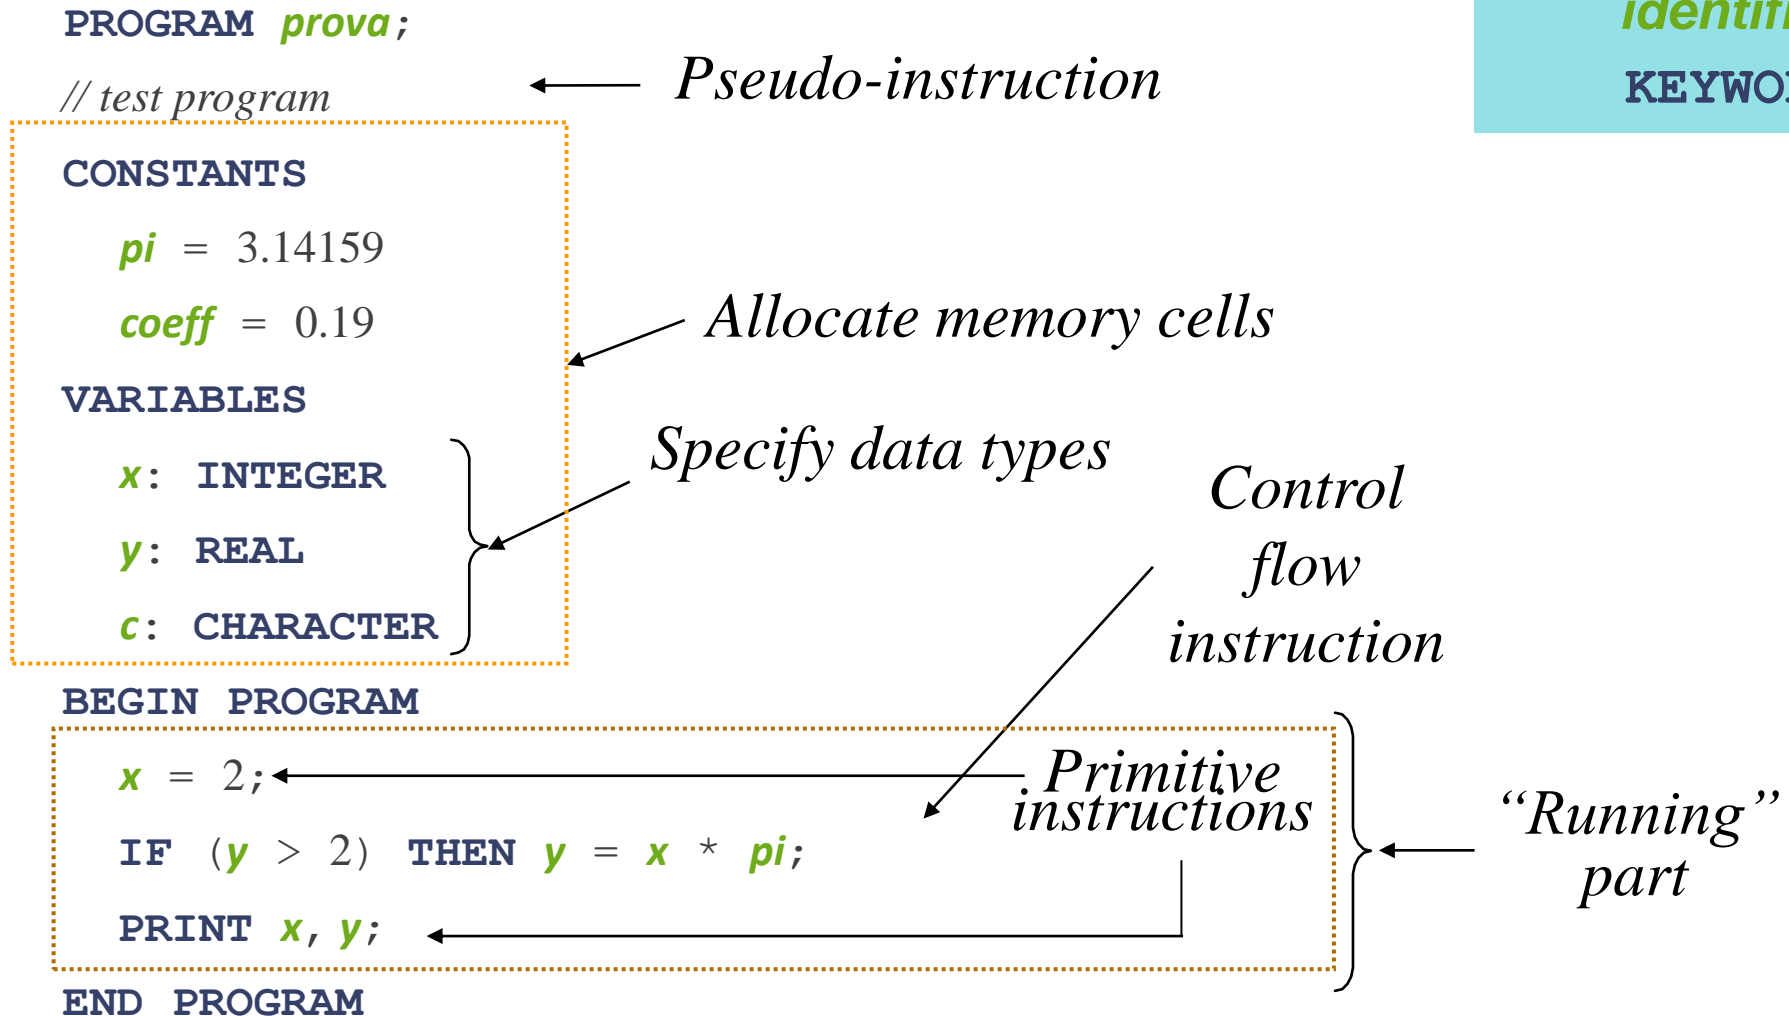 PROGRAM prova;
// test program
Pseudo-instruction
KEYWO
CONSTANTS
pi = 3.14159
coeff = 0.19
Allocate memory cells
VARIABLES
x: INTEGER
y: REAL
c: CHARACTER
Specify data types
Control
flow
instruction
BEGIN PROGRAM
x = 2;
IF (y > 2) THEN y = x * pi;
PRINT x, y;
Primitive
instructions
“Running”
part
END PROGRAM